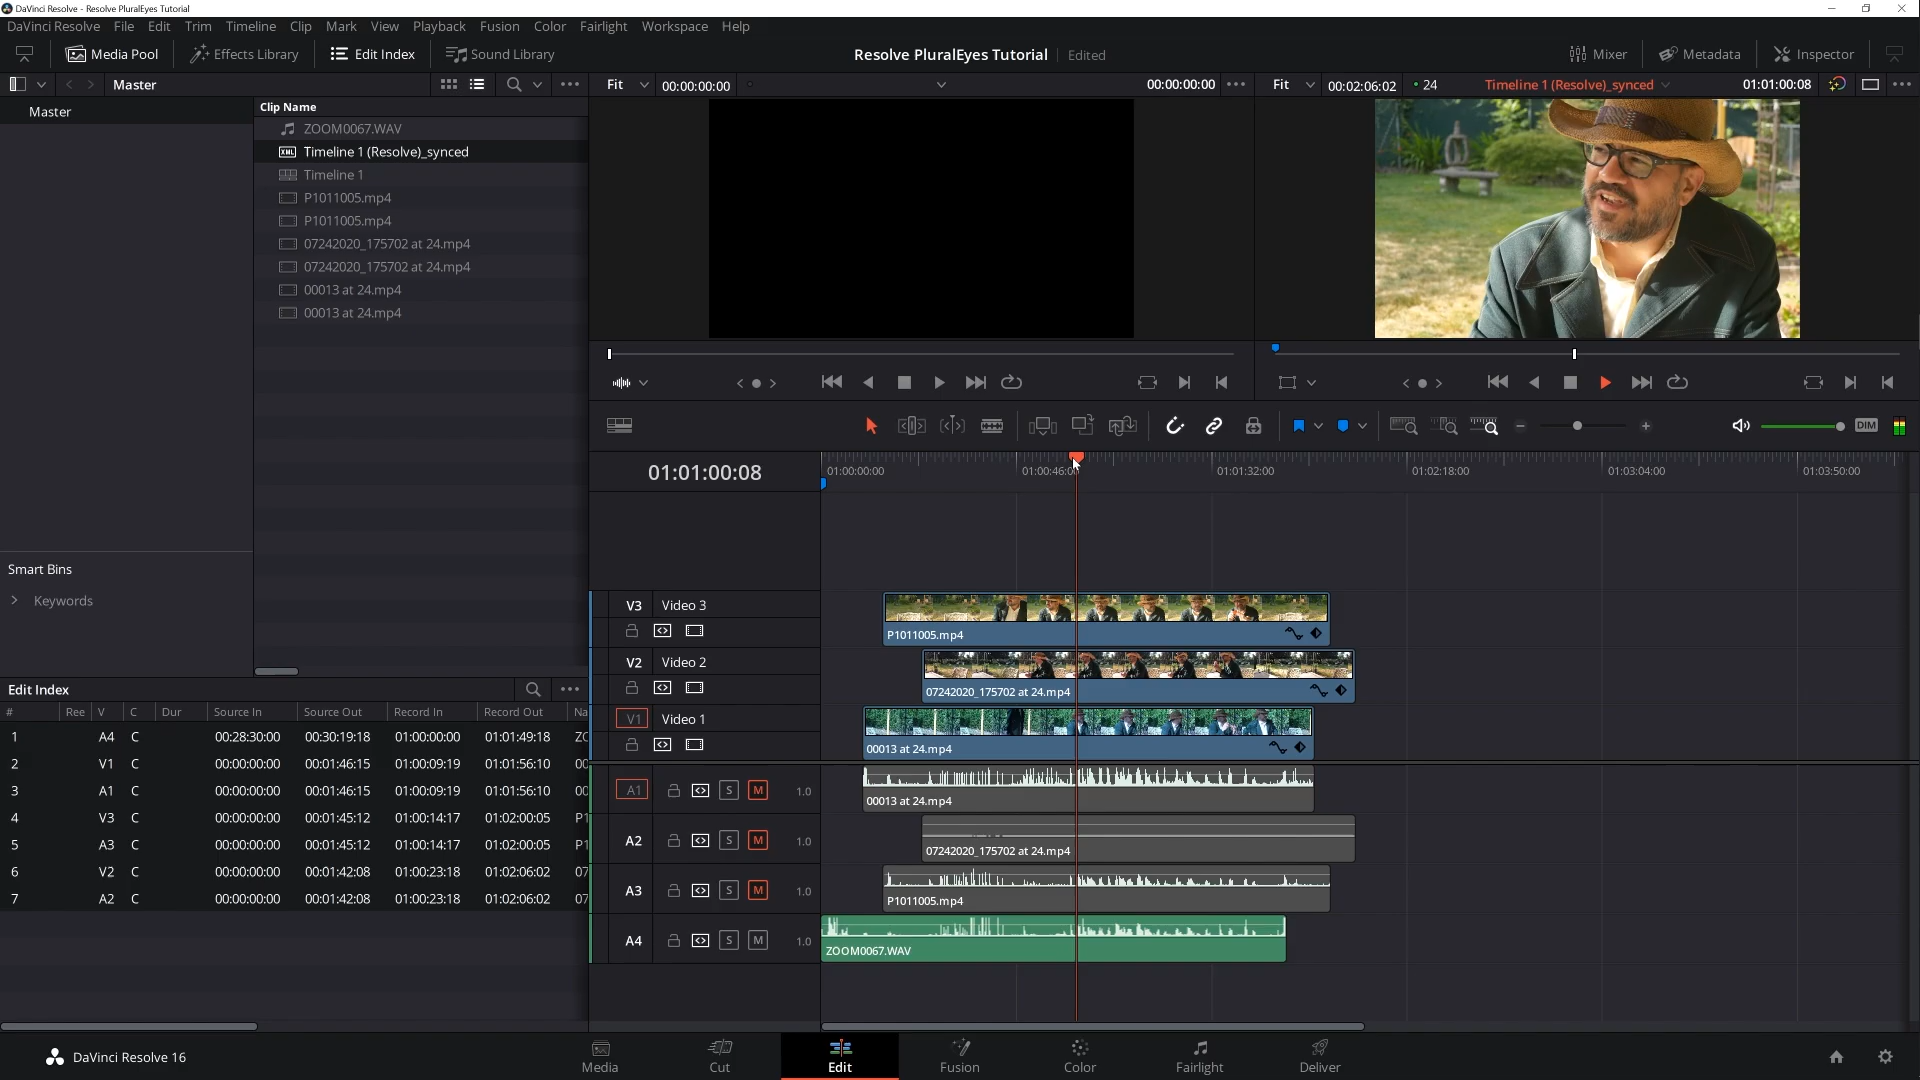 DaVinci Resolve - Resolve PluralEyes Tutorial
DaVinci Resolve File Edit Trim Timeline Clip Mark View Playback Fusion Color Fairlight Workspace Help
Media Pool Effects Library Edit Index Sound Library Resolve PluralEyes Tutorial Edited Mixer Metadata Inspector
Master Fit 00:00:00:00 00:00:00:00 Fit 00:02:06:02 24 Timeline 1 (Resolve)_synced 01:01:00:08
Master
Clip Name
ZOOM0067.WAV
XML Timeline 1 (Resolve)_synced
Timeline 1
P1011005.mp4
P1011005.mp4
07242020_175702 at 24.mp4
07242020_175702 at 24.mp4
00013 at 24.mp4
00013 at 24.mp4
Smart Bins
Keywords
DIM
01:01:00:08
01:00:00:00 01:00:46:00 01:01:32:00 01:02:18:00 01:03:04:00 01:03:50:00
V3 Video 3
P1011005.mp4
V2 Video 2
07242020_175702 at 24.mp4
V1 Video 1
00013 at 24.mp4
A1 S M 1.0
00013 at 24.mp4
A2 S M 1.0
07242020_175702 at 24.mp4
A3 S M 1.0
P1011005.mp4
A4 S M 1.0
ZOOM0067.WAV
Edit Index
# Ree V C Dur Source In Source Out Record In Record Out Na
1 A4 C 00:28:30:00 00:30:19:18 01:00:00:00 01:01:49:18 ZC
2 V1 C 00:00:00:00 00:01:46:15 01:00:09:19 01:01:56:10 00
3 A1 C 00:00:00:00 00:01:46:15 01:00:09:19 01:01:56:10 00
4 V3 C 00:00:00:00 00:01:45:12 01:00:14:17 01:02:00:05 P1
5 A3 C 00:00:00:00 00:01:45:12 01:00:14:17 01:02:00:05 P1
6 V2 C 00:00:00:00 00:01:42:08 01:00:23:18 01:02:06:02 07
7 A2 C 00:00:00:00 00:01:42:08 01:00:23:18 01:02:06:02 07
DaVinci Resolve 16 Media Cut Edit Fusion Color Fairlight Deliver